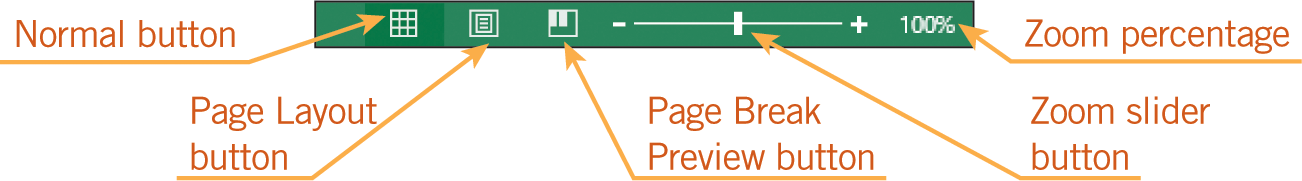 100%
Normal button
Zoom percentage
Page Layout
button
Page Break
Preview button
Zoom slider
button